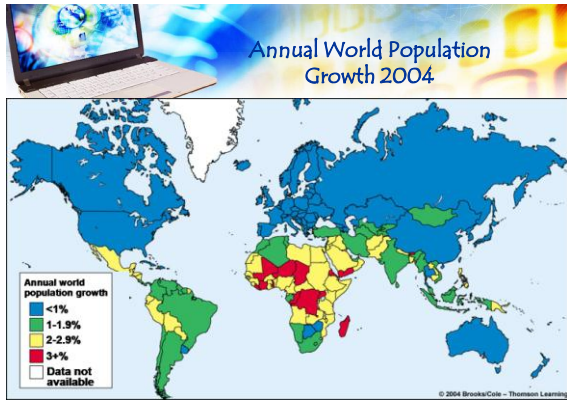 Annual World Population
Growth 2004
Annual world
population growth
<1%
1-1.9%
2-2.9%
3+%
Data not
available
© 2004 Brooks/Cole – Thomson Learning